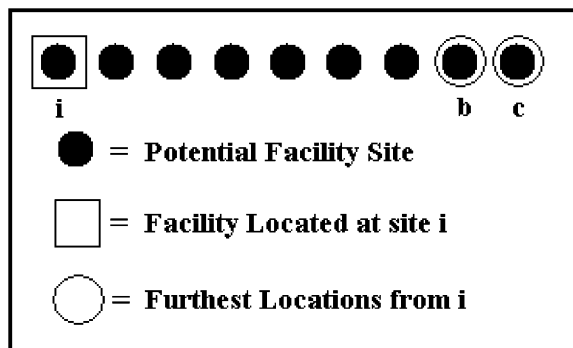 i b c
= Potential Facility Site
= Facility Located at site i
= Furthest Locations from i